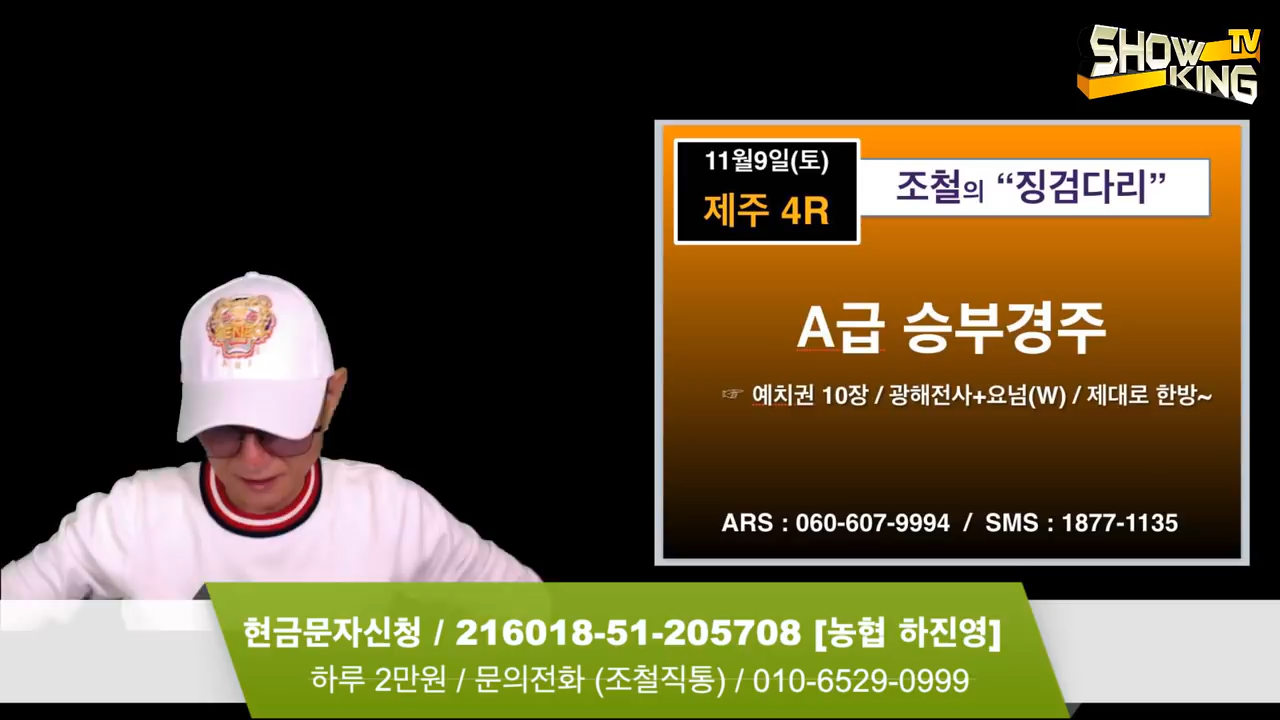 SHOW TV
KING
11월9일(토)
제주 4R
조철의 “징검다리”
A급 승부경주
☞ 예치권 10장 / 광해전사+요넘(W) / 제대로 한방~
ARS : 060-607-9994 / SMS : 1877-1135
현금문자신청 / 216018-51-205708 [농협 하진영]
하루 2만원 / 문의전화 (조철직통) / 010-6529-0999